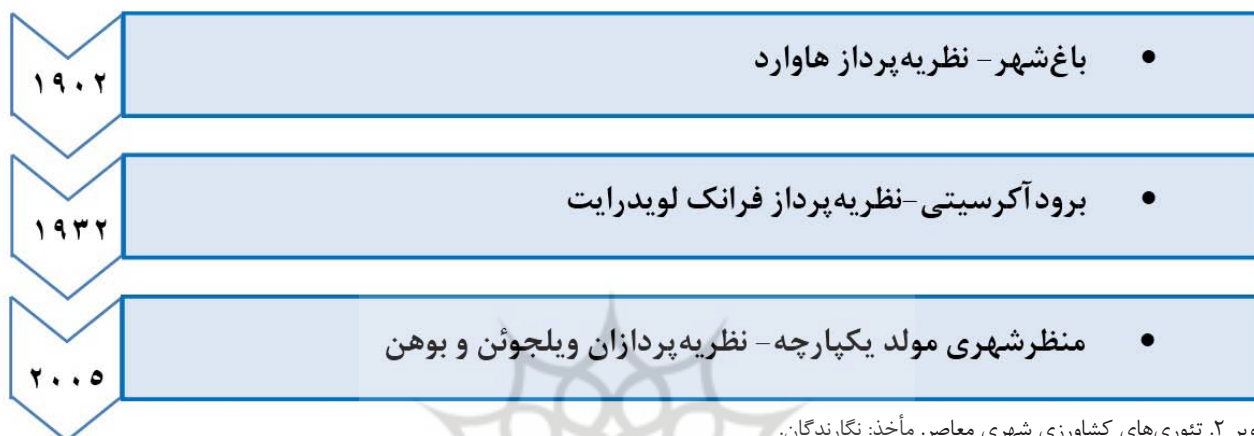 • باغ‌شهر – نظریه‌پرداز هاوارد
۱۹۰۲
• برودآکرسیتی –نظریه‌پرداز فرانک لویدرایت
۱۹۳۲
• منظرشهری مولد یکپارچه – نظریه‌پردازان ویلجوئن و بوهن
۲۰۰۵
۲. تئوری‌های کشاورزی شهری معاصر. مأخذ: نگارندگان.